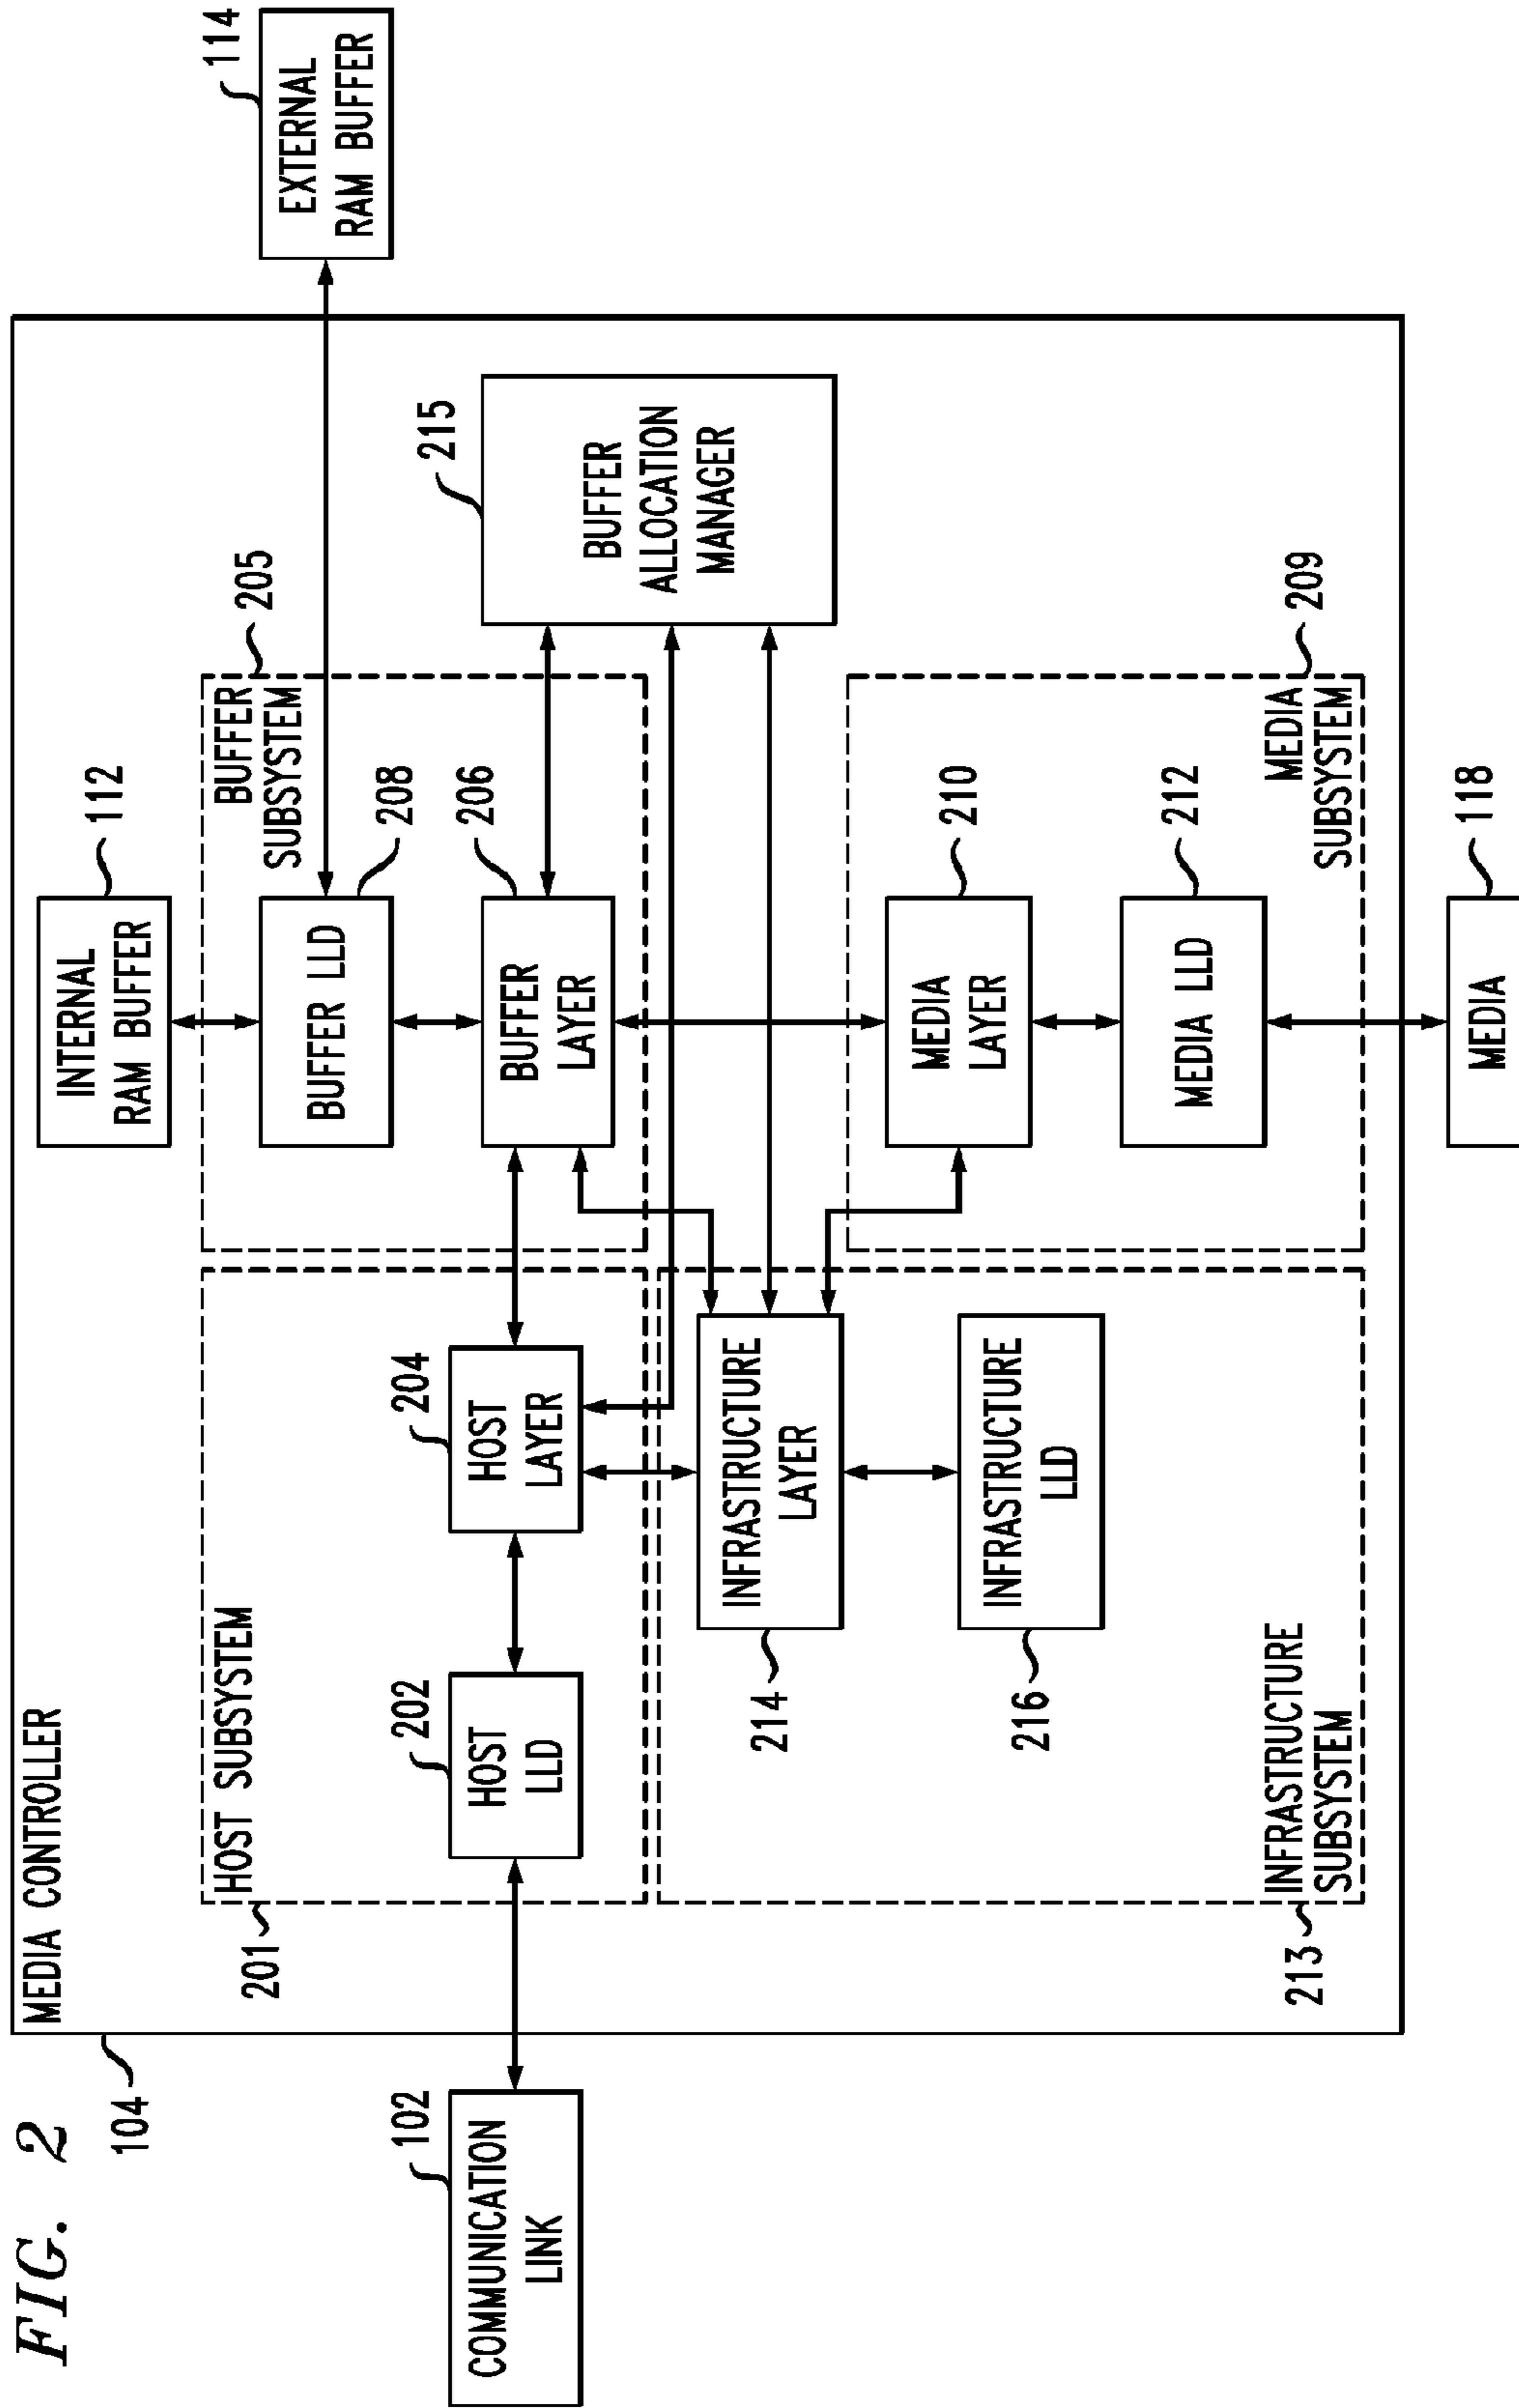 FIG. 2
104
MEDIA CONTROLLER
INTERNAL
RAM BUFFER
112
114
EXTERNAL
RAM BUFFER
201
HOST SUBSYSTEM
BUFFER
SUBSYSTEM
205
BUFFER LLD
208
102
COMMUNICATION
LINK
202
HOST
LLD
204
HOST
LAYER
206
BUFFER
LAYER
215
BUFFER
ALLOCATION
MANAGER
214
INFRASTRUCTURE
LAYER
210
MEDIA
LAYER
216
INFRASTRUCTURE
LLD
212
MEDIA LLD
213
INFRASTRUCTURE
SUBSYSTEM
MEDIA
SUBSYSTEM
209
118
MEDIA